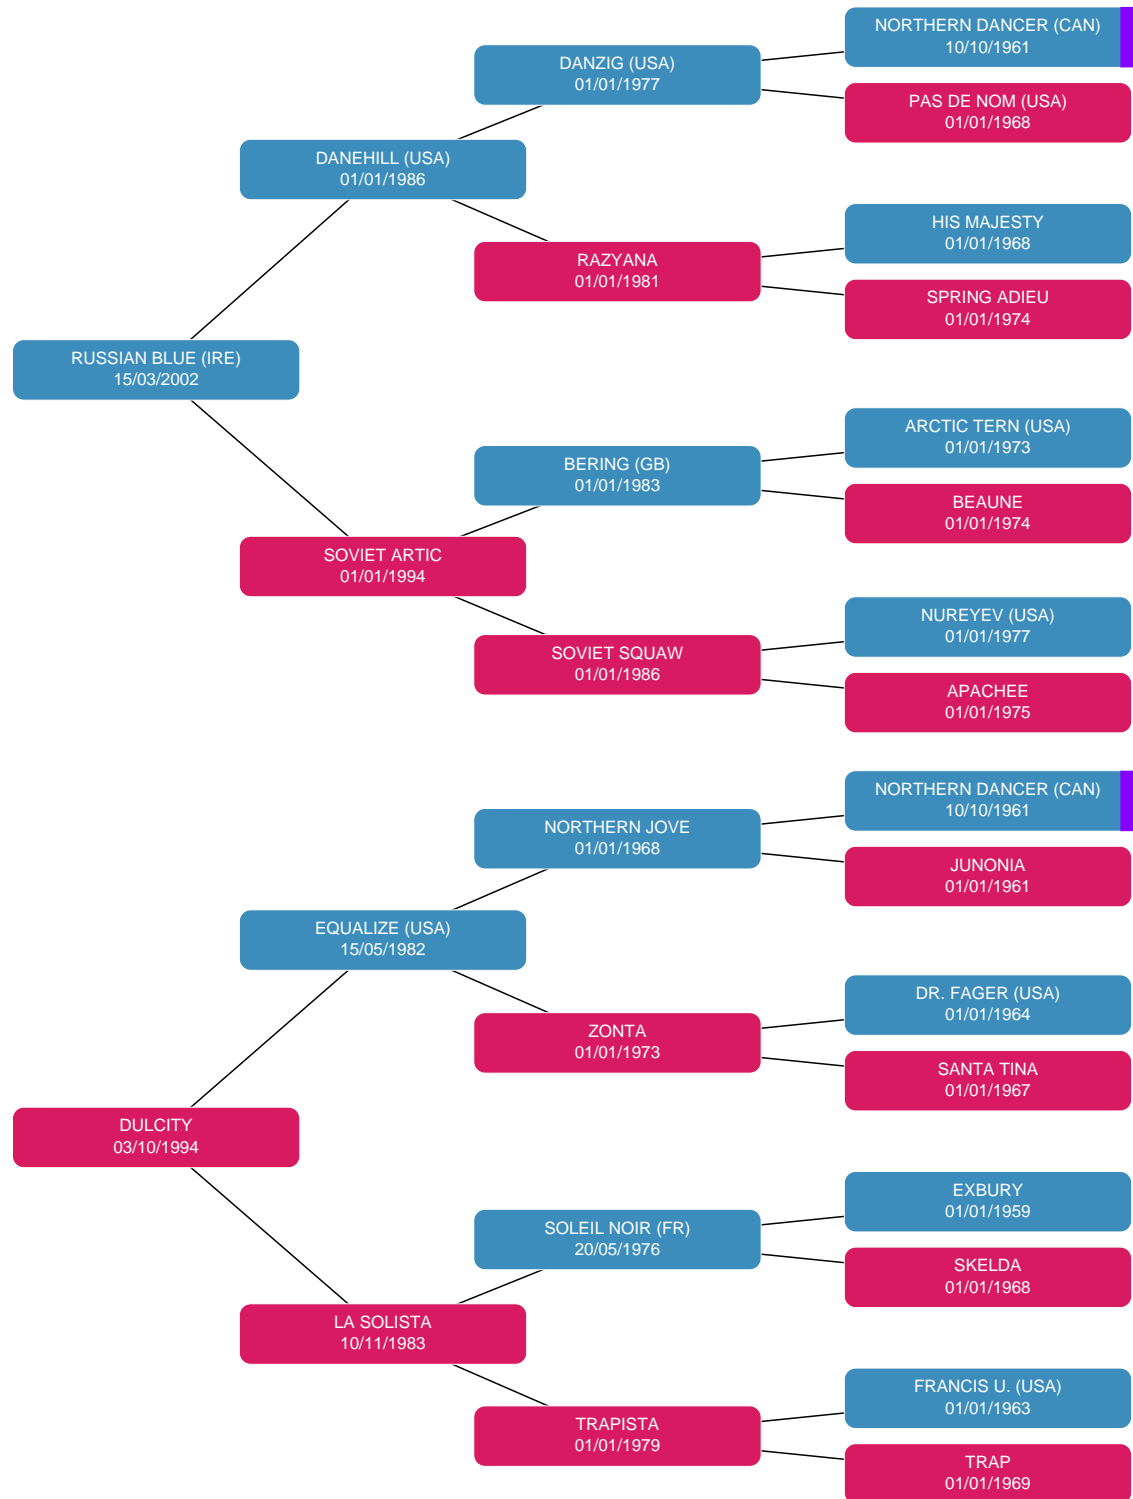 NORTHERN DANCER (CAN)
10/10/1961
DANZIG (USA)
01/01/1977
PAS DE NOM (USA)
01/01/1968
DANEHILL (USA)
01/01/1986
HIS MAJESTY
01/01/1968
RAZYANA
01/01/1981
SPRING ADIEU
01/01/1974
RUSSIAN BLUE (IRE)
15/03/2002
ARCTIC TERN (USA)
01/01/1973
BERING (GB)
01/01/1983
BEAUNE
01/01/1974
SOVIET ARTIC
01/01/1994
NUREYEV (USA)
01/01/1977
SOVIET SQUAW
01/01/1986
APACHEE
01/01/1975
NORTHERN DANCER (CAN)
10/10/1961
NORTHERN JOVE
01/01/1968
JUNONIA
01/01/1961
EQUALIZE (USA)
15/05/1982
DR. FAGER (USA)
01/01/1964
ZONTA
01/01/1973
SANTA TINA
01/01/1967
DULCITY
03/10/1994
EXBURY
01/01/1959
SOLEIL NOIR (FR)
20/05/1976
SKELDA
01/01/1968
LA SOLISTA
10/11/1983
FRANCIS U. (USA)
01/01/1963
TRAPISTA
01/01/1979
TRAP
01/01/1969